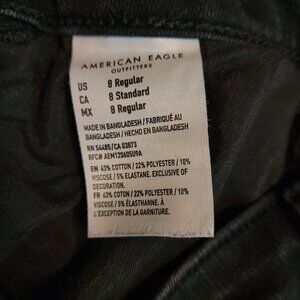 AMERICAN EAGLE
OUTFITTERS
US 8 Regular
CA 8 Standard
MX 8 Regular
MADE IN BANGLADESH / FABRIQUÉ AU
BANGLADESH / HECHO EN BANGLADESH
RN 54485/CA 03873
RFC# AEM120605U9A
EN 63% COTTON / 22% POLYESTER / 10%
VISCOSE / 5% ELASTANE. EXCLUSIVE OF
DECORATION.
FR 63% COTON / 22% POLYESTER / 10%
VISCOSE / 5% ÉLASTHANNE. À
L'EXCEPTION DE LA GARNITURE.